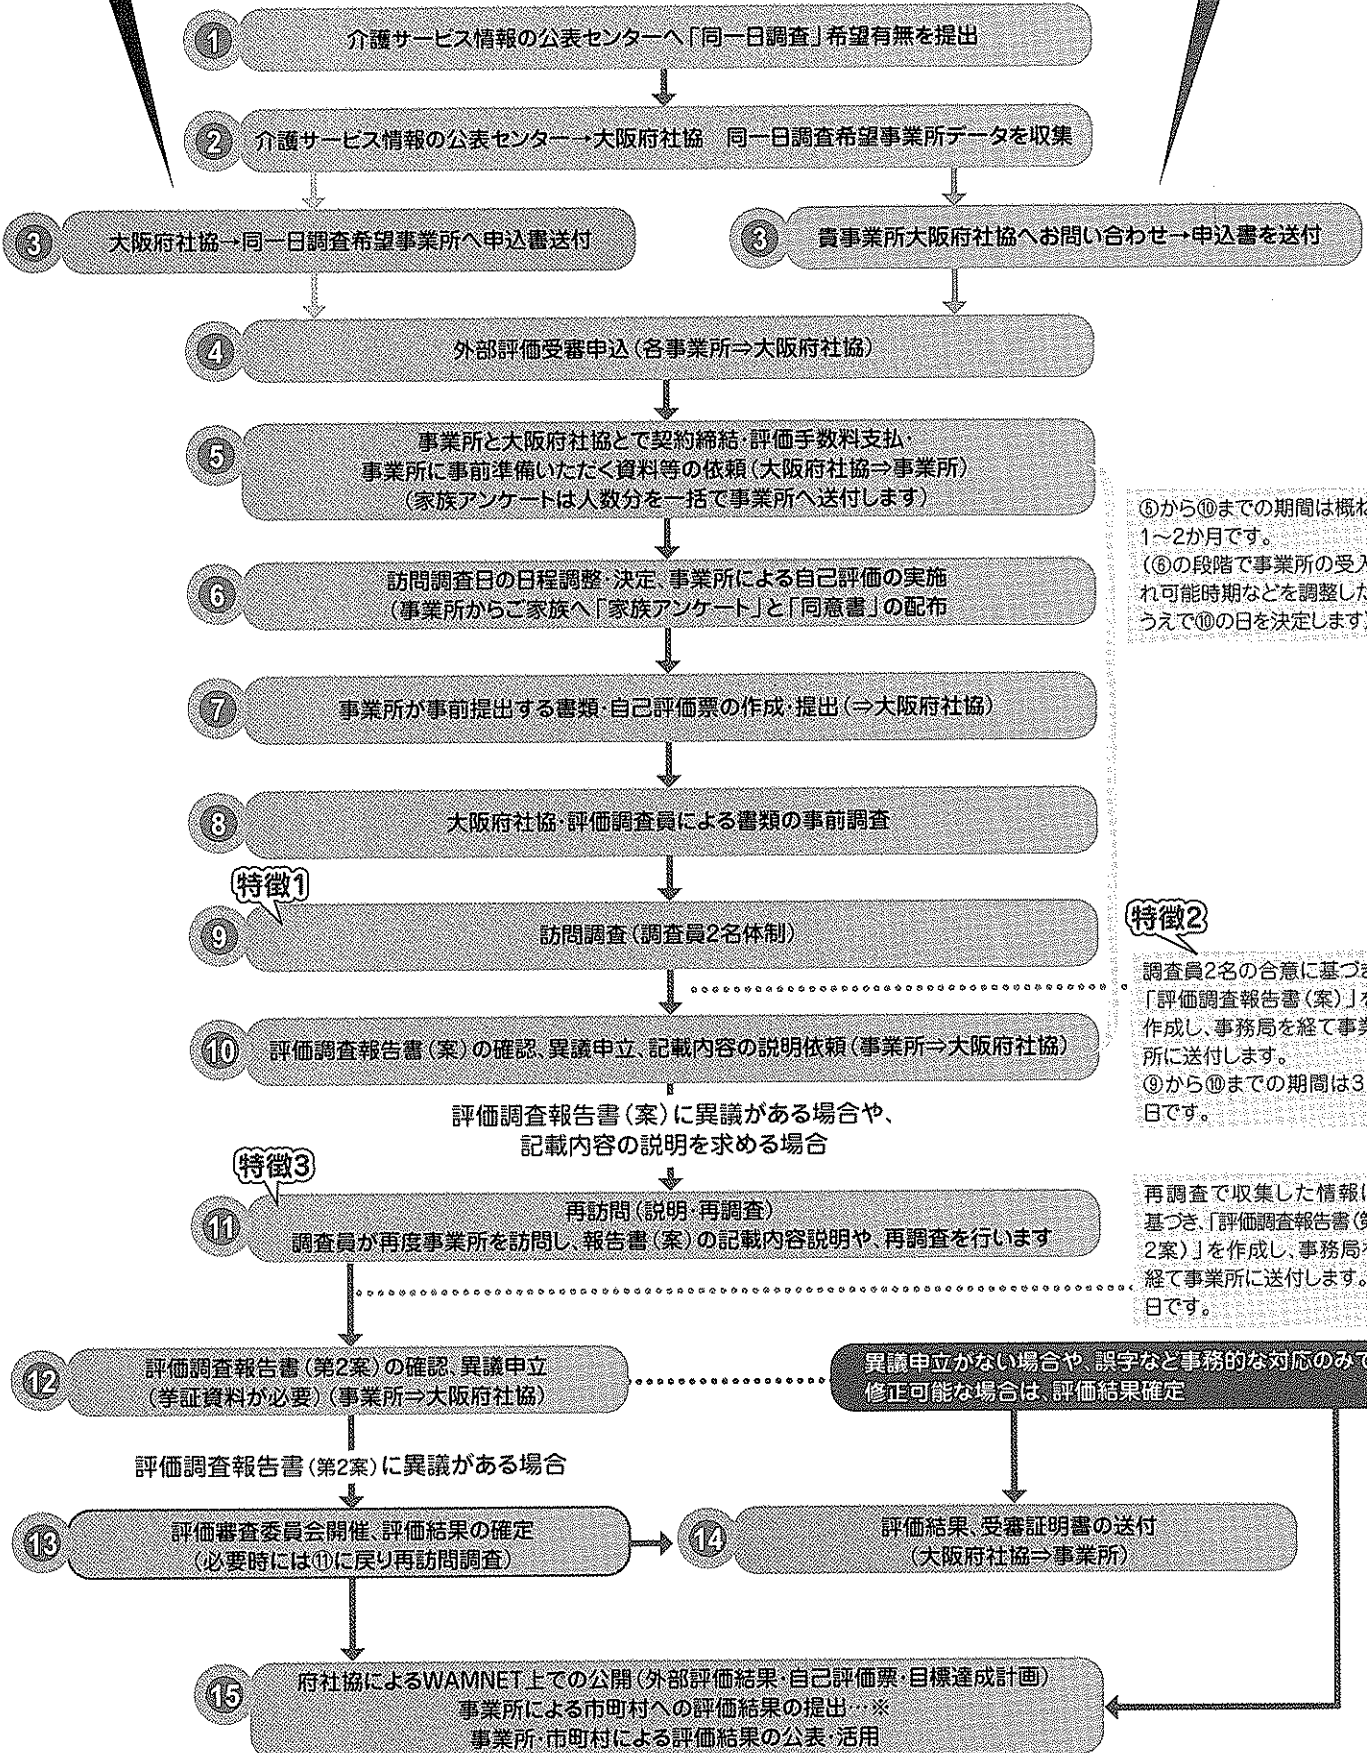 ① 介護サービス情報の公表センターへ「同一日調査」希望有無を提出
② 介護サービス情報の公表センター→大阪府社協　同一日調査希望事業所データを収集
③ 大阪府社協→同一日調査希望事業所へ申込書送付
③ 貴事業所大阪府社協へお問い合わせ→申込書を送付
④ 外部評価受審申込(各事業所⇒大阪府社協)
⑤ 事業所と大阪府社協とで契約締結・評価手数料支払・
事業所に事前準備いただく資料等の依頼(大阪府社協⇒事業所)
(家族アンケートは人数分を一括で事業所へ送付します)
⑤から⑩までの期間は概ね
1〜2か月です。
(⑥の段階で事業所の受入
れ可能時期などを調整した
うえで⑩の日を決定します)
⑥ 訪問調査日の日程調整・決定、事業所による自己評価の実施
(事業所からご家族へ「家族アンケート」と「同意書」の配布
⑦ 事業所が事前提出する書類・自己評価票の作成・提出(⇒大阪府社協)
⑧ 大阪府社協・評価調査員による書類の事前調査
特徴1
⑨ 訪問調査(調査員2名体制)
特徴2
調査員2名の合意に基づき
「評価調査報告書(案)」を
作成し、事務局を経て事業
所に送付します。
⑨から⑩までの期間は3
日です。
⑩ 評価調査報告書(案)の確認、異議申立、記載内容の説明依頼(事業所⇒大阪府社協)
評価調査報告書(案)に異議がある場合や、
記載内容の説明を求める場合
特徴3
⑪ 再訪問(説明・再調査)
調査員が再度事業所を訪問し、報告書(案)の記載内容説明や、再調査を行います
再調査で収集した情報に
基づき、「評価調査報告書(第
2案)」を作成し、事務局を
経て事業所に送付します。
日です。
⑫ 評価調査報告書(第2案)の確認、異議申立
(挙証資料が必要)(事業所⇒大阪府社協)
異議申立がない場合や、誤字など事務的な対応のみで
修正可能な場合は、評価結果確定
評価調査報告書(第2案)に異議がある場合
⑬ 評価審査委員会開催、評価結果の確定
(必要時には⑪に戻り再訪問調査)
⑭ 評価結果、受審証明書の送付
(大阪府社協⇒事業所)
⑮ 府社協によるWAMNET上での公開(外部評価結果・自己評価票・目標達成計画)
事業所による市町村への評価結果の提出…※
事業所・市町村による評価結果の公表・活用